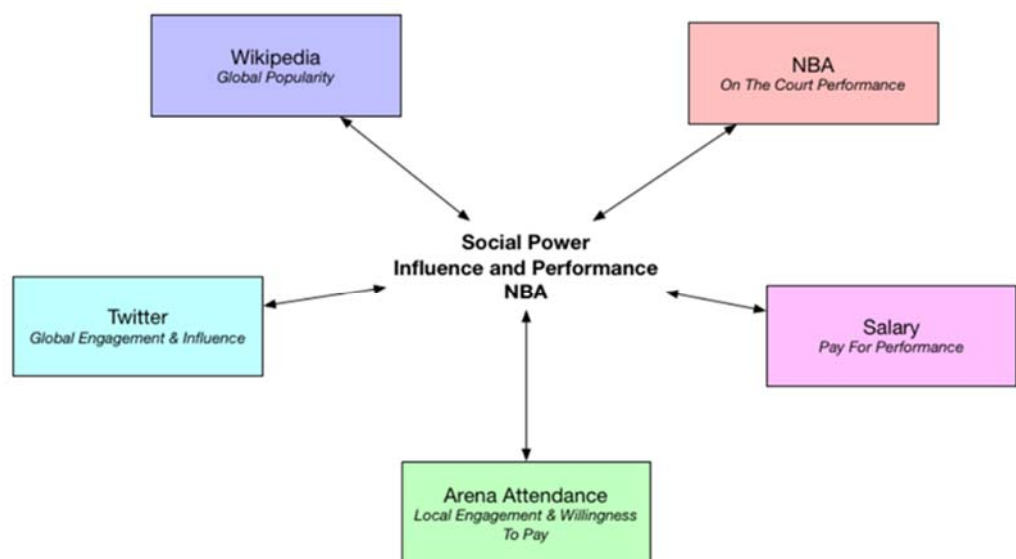 Wikipedia
Global Popularity
NBA
On The Court Performance
Social Power
Influence and Performance
NBA
Twitter
Global Engagement & Influence
Salary
Pay For Performance
Arena Attendance
Local Engagement & Willingness
To Pay